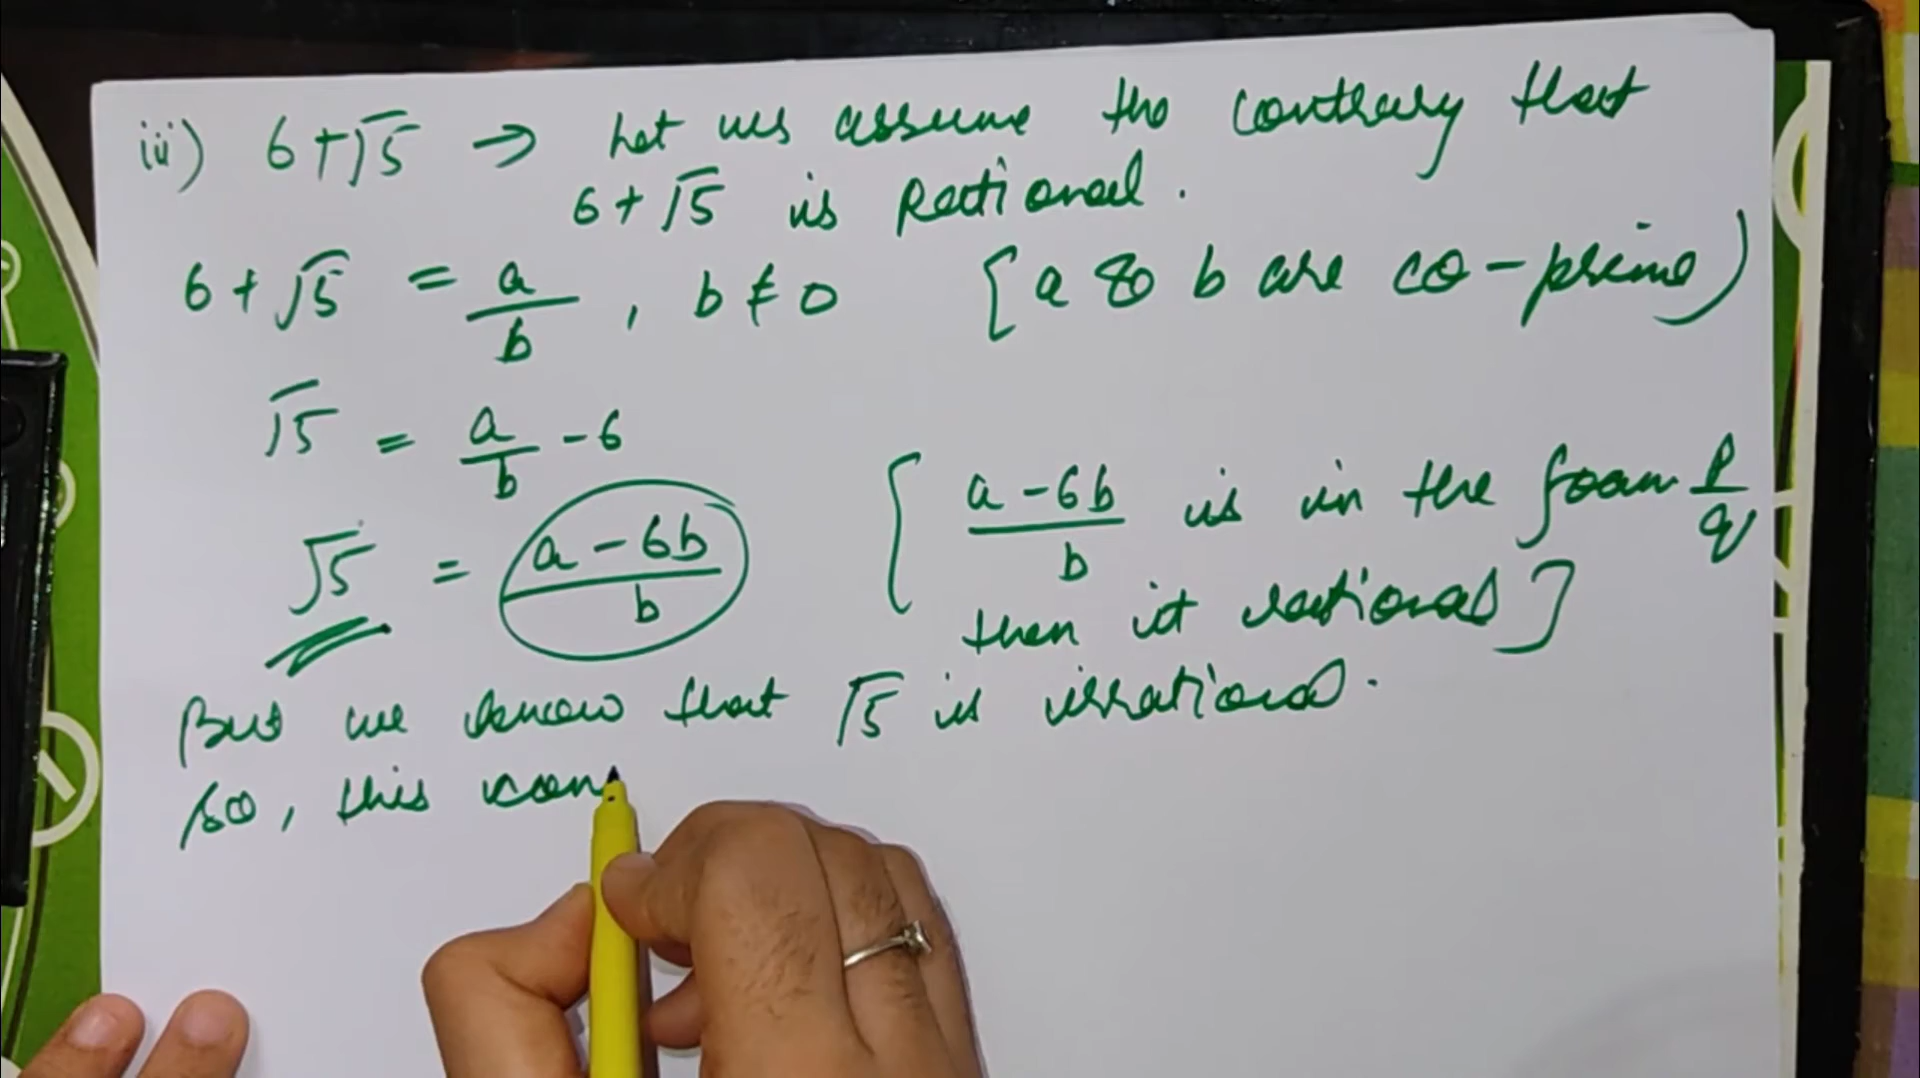 iii) 6+√5 → Let us assume the contrary that
6+√5 is Rational.
6+√5 = a/b , b≠0 [a & b are co-prime)
√5 = a/b -6
√5 = a-6b/b [a-6b/b is in the foam P/q
then it rational]
But we know that √5 is irrational.
so, this con